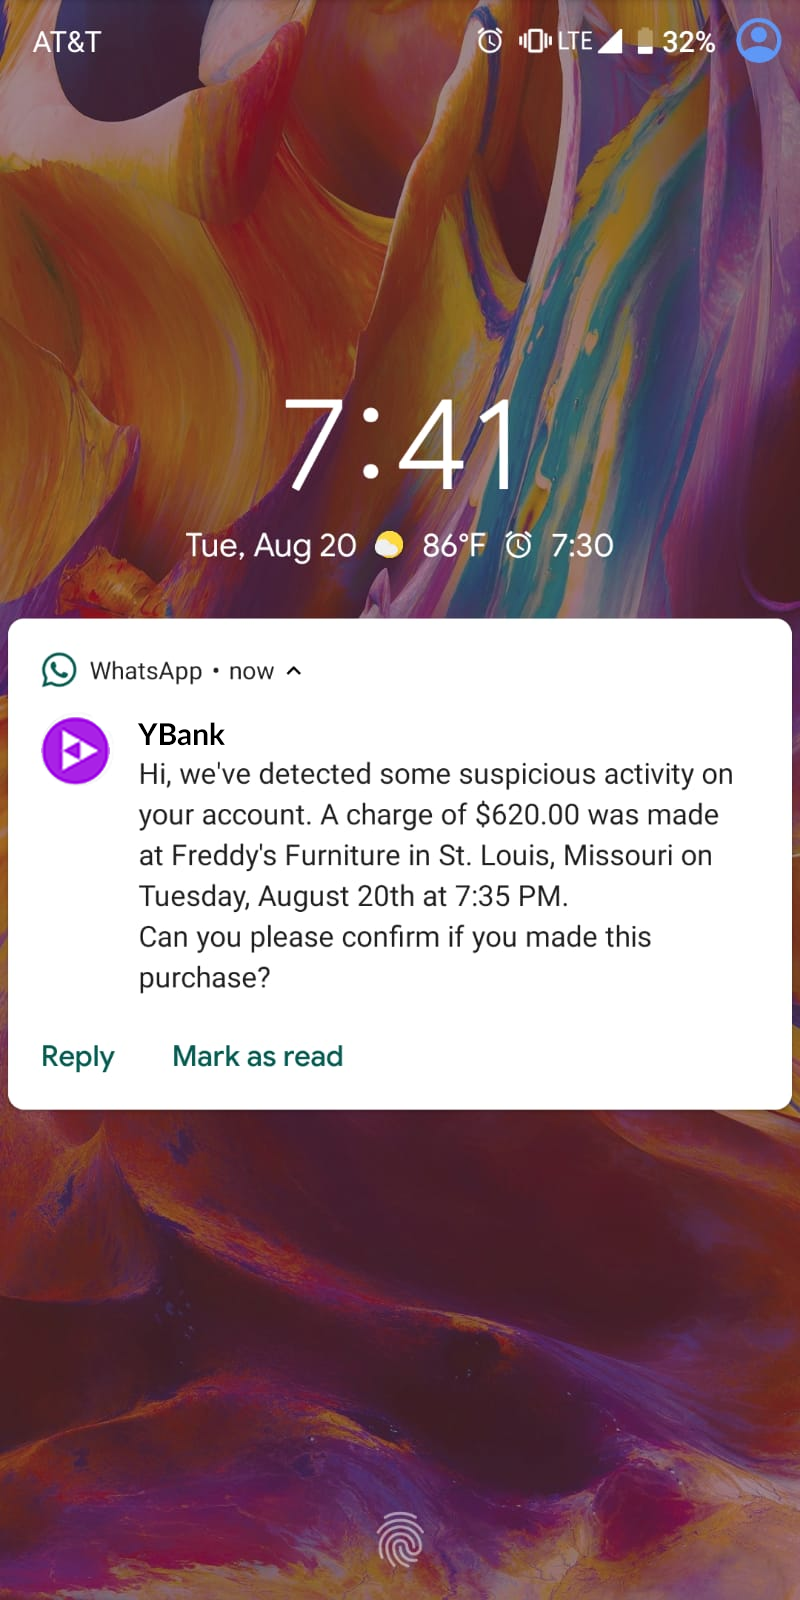 AT&T LTE 32%
7:41
Tue, Aug 20 86°F 7:30
WhatsApp • now
YBank
Hi, we've detected some suspicious activity on
your account. A charge of $620.00 was made
at Freddy's Furniture in St. Louis, Missouri on
Tuesday, August 20th at 7:35 PM.
Can you please confirm if you made this
purchase?
Reply Mark as read